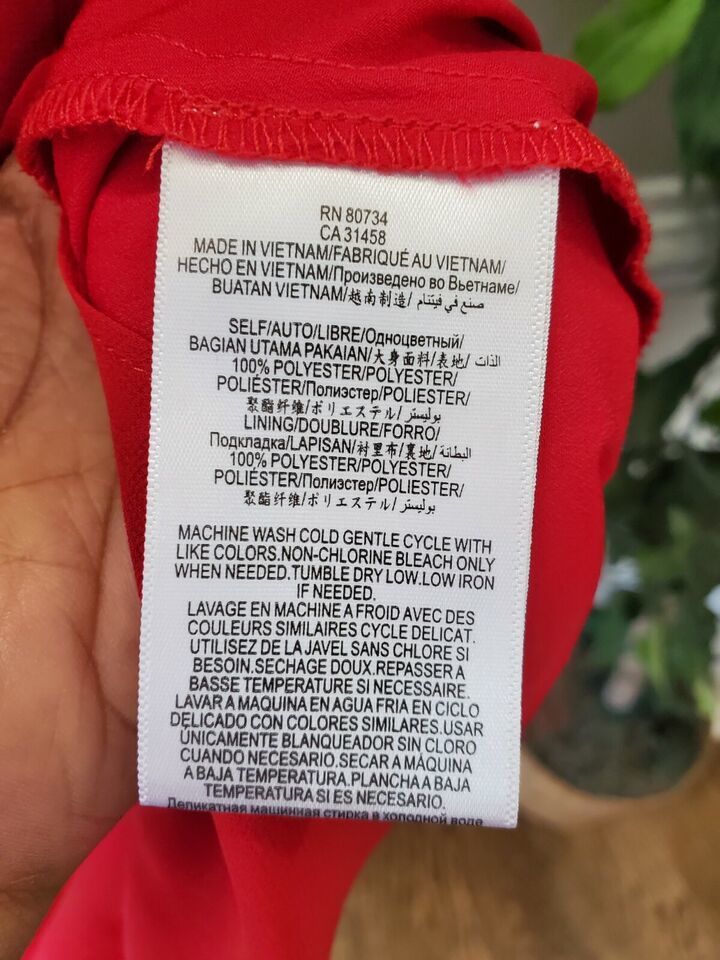 RN 80734
CA 31458
MADE IN VIETNAM/FABRIQUÉ AU VIETNAM/
HECHO EN VIETNAM/Произведено во Вьетнаме/
BUATAN VIETNAM/越南制造/صنع في فيتنام
SELF/AUTO/LIBRE/Одноцветный/
BAGIAN UTAMA PAKAIAN/大身面料/表地/الذات
100% POLYESTER/POLYESTER/
POLIÉSTER/Полиэстер/POLIESTER/
聚酯纤维/ポリエステル/بوليستر
LINING/DOUBLURE/FORRO/
Подкладка/LAPISAN/衬里布/裏地/البطانة
100% POLYESTER/POLYESTER/
POLIÉSTER/Полиэстер/POLIESTER/
聚酯纤维/ポリエステル/بوليستر
MACHINE WASH COLD GENTLE CYCLE WITH
LIKE COLORS.NON-CHLORINE BLEACH ONLY
WHEN NEEDED.TUMBLE DRY LOW.LOW IRON
IF NEEDED.
LAVAGE EN MACHINE A FROID AVEC DES
COULEURS SIMILAIRES CYCLE DELICAT.
UTILISEZ DE LA JAVEL SANS CHLORE SI
BESOIN.SECHAGE DOUX.REPASSER A
BASSE TEMPERATURE SI NECESSAIRE.
LAVAR A MAQUINA EN AGUA FRIA EN CICLO
DELICADO CON COLORES SIMILARES.USAR
ÚNICAMENTE BLANQUEADOR SIN CLORO
CUANDO NECESARIO.SECAR A MÁQUINA
A BAJA TEMPERATURA.PLANCHA A BAJA
TEMPERATURA SI ES NECESARIO.
Деликатная машинная стирка в холодной воде